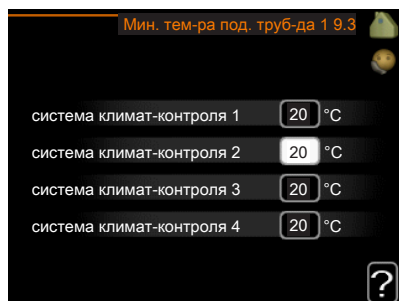 Мин. тем-ра под. труб-да 1 9.3
система климат-контроля 1 20 °C
система климат-контроля 2 20 °C
система климат-контроля 3 20 °C
система климат-контроля 4 20 °C
?